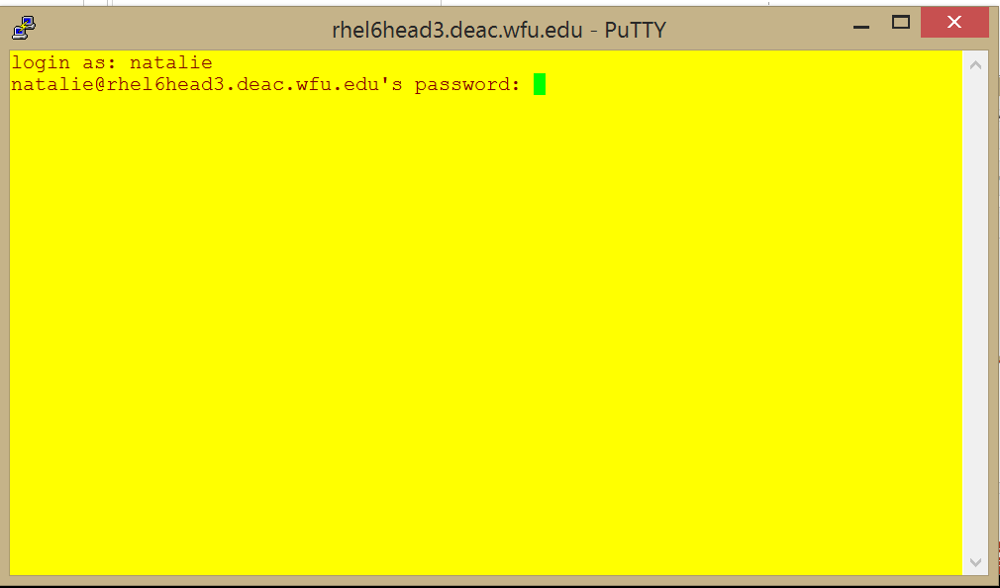 rhel6head3.deac.wfu.edu - PuTTY
login as: natalie
natalie@rhel6head3.deac.wfu.edu's password: